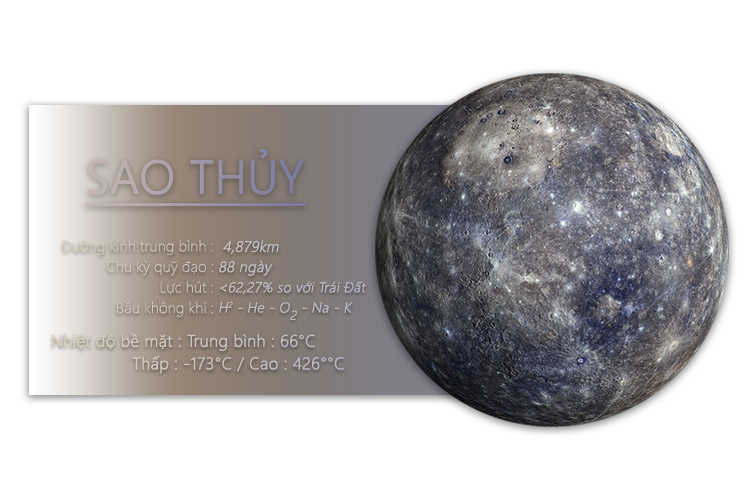 SAO THỦY
Đường kính trung bình : 4,879km
Chu kỳ quỹ đạo : 88 ngày
Lực hút : <62,27% so với Trái Đất
Bầu không khí : H² - He - O₂ - Na - K
Nhiệt độ bề mặt : Trung bình : 66°C
Thấp : -173°C / Cao : 426°°C